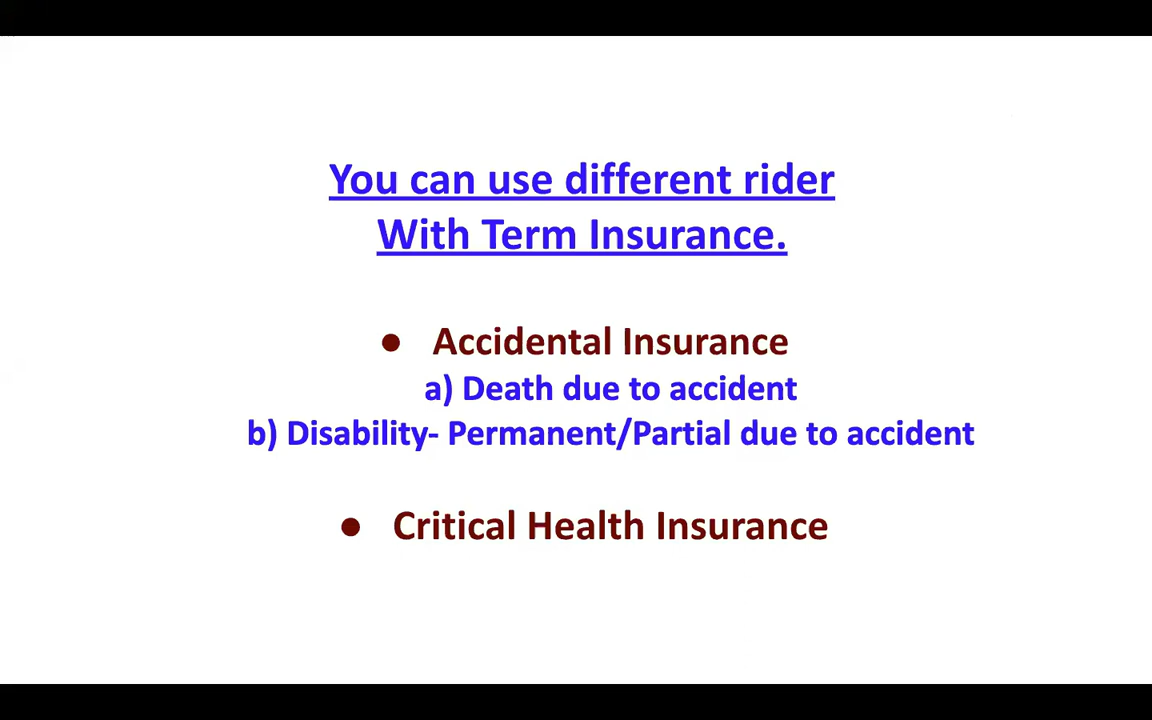 You can use different rider
With Term Insurance.
● Accidental Insurance
a) Death due to accident
b) Disability- Permanent/Partial due to accident
● Critical Health Insurance